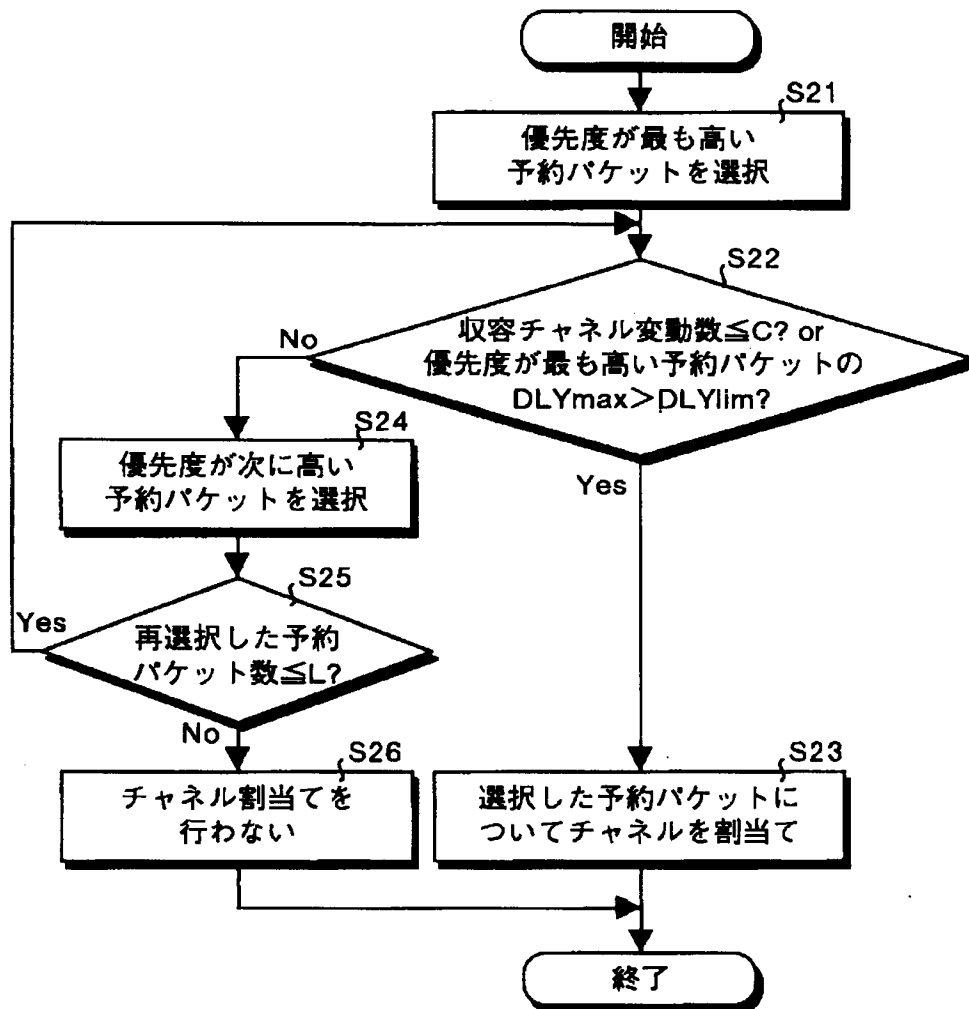 開始
S21
優先度が最も高い
予約パケットを選択
S22
収容チャネル変動数≦C? or
優先度が最も高い予約パケットの
DLYmax＞DLYlim?
No
Yes
S24
優先度が次に高い
予約パケットを選択
S25
再選択した予約
パケット数≦L?
Yes
No
S26
チャネル割当てを
行わない
S23
選択した予約パケットに
ついてチャネルを割当て
終了